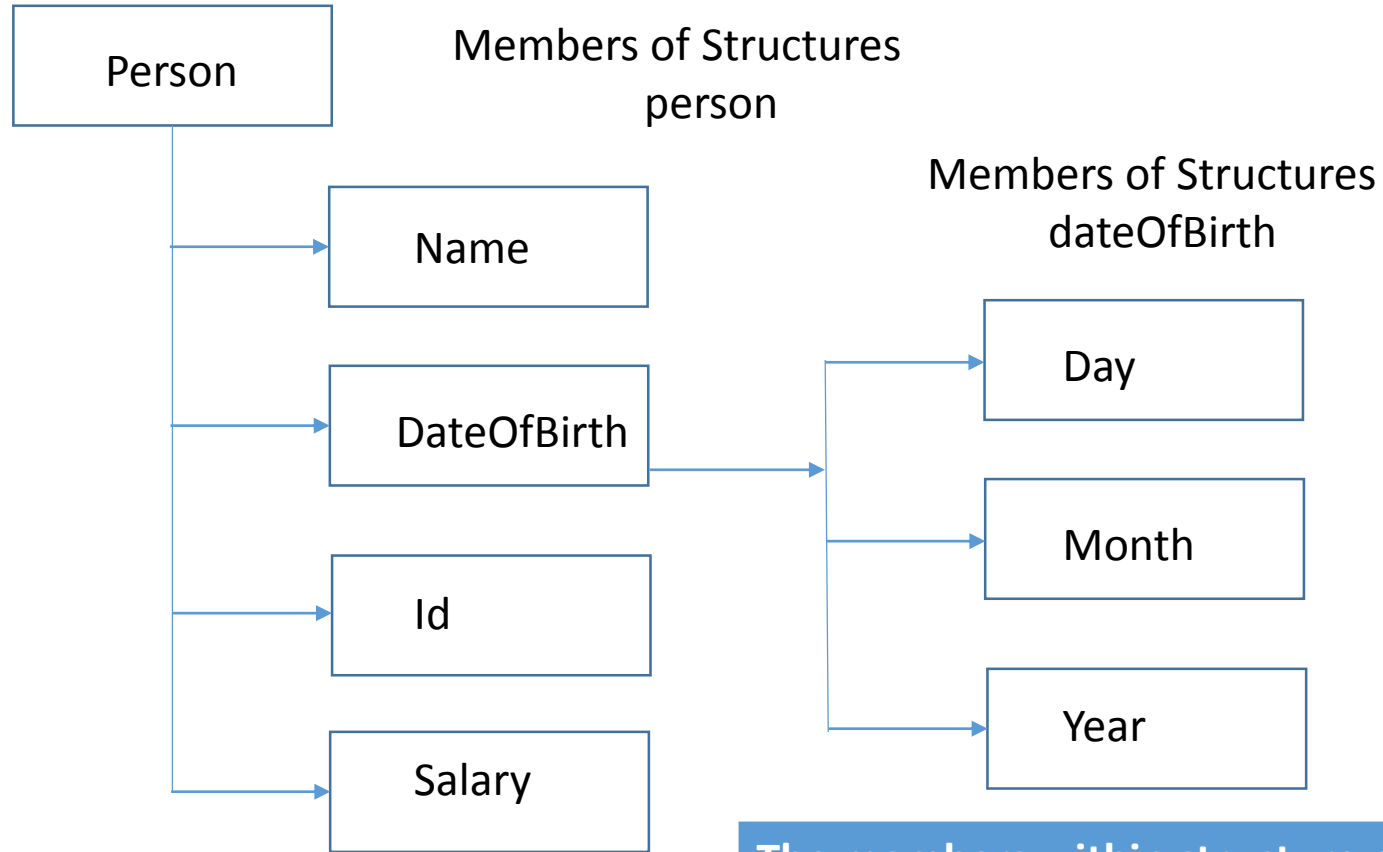 Person
Members of Structures
person
Members of Structures
dateOfBirth
Name
DateOfBirth
Id
Salary
Day
Month
Year